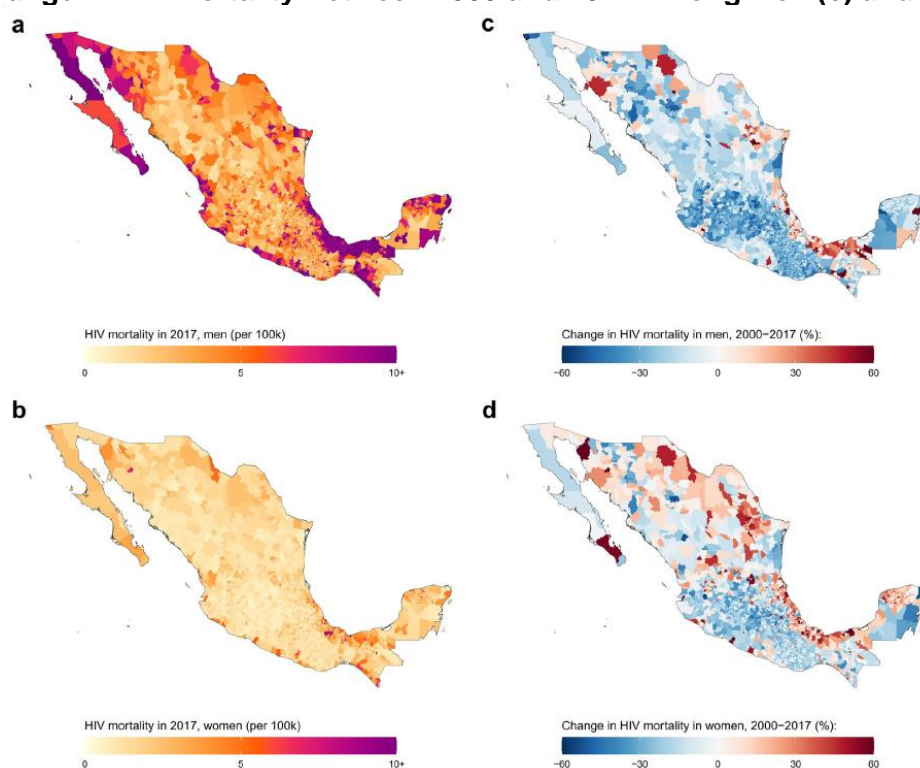 a
c
HIV mortality in 2017, men (per 100k)
0 5 10+
Change in HIV mortality in men, 2000−2017 (%):
−60 −30 0 30 60
b
d
HIV mortality in 2017, women (per 100k)
0 5 10+
Change in HIV mortality in women, 2000−2017 (%):
−60 −30 0 30 60